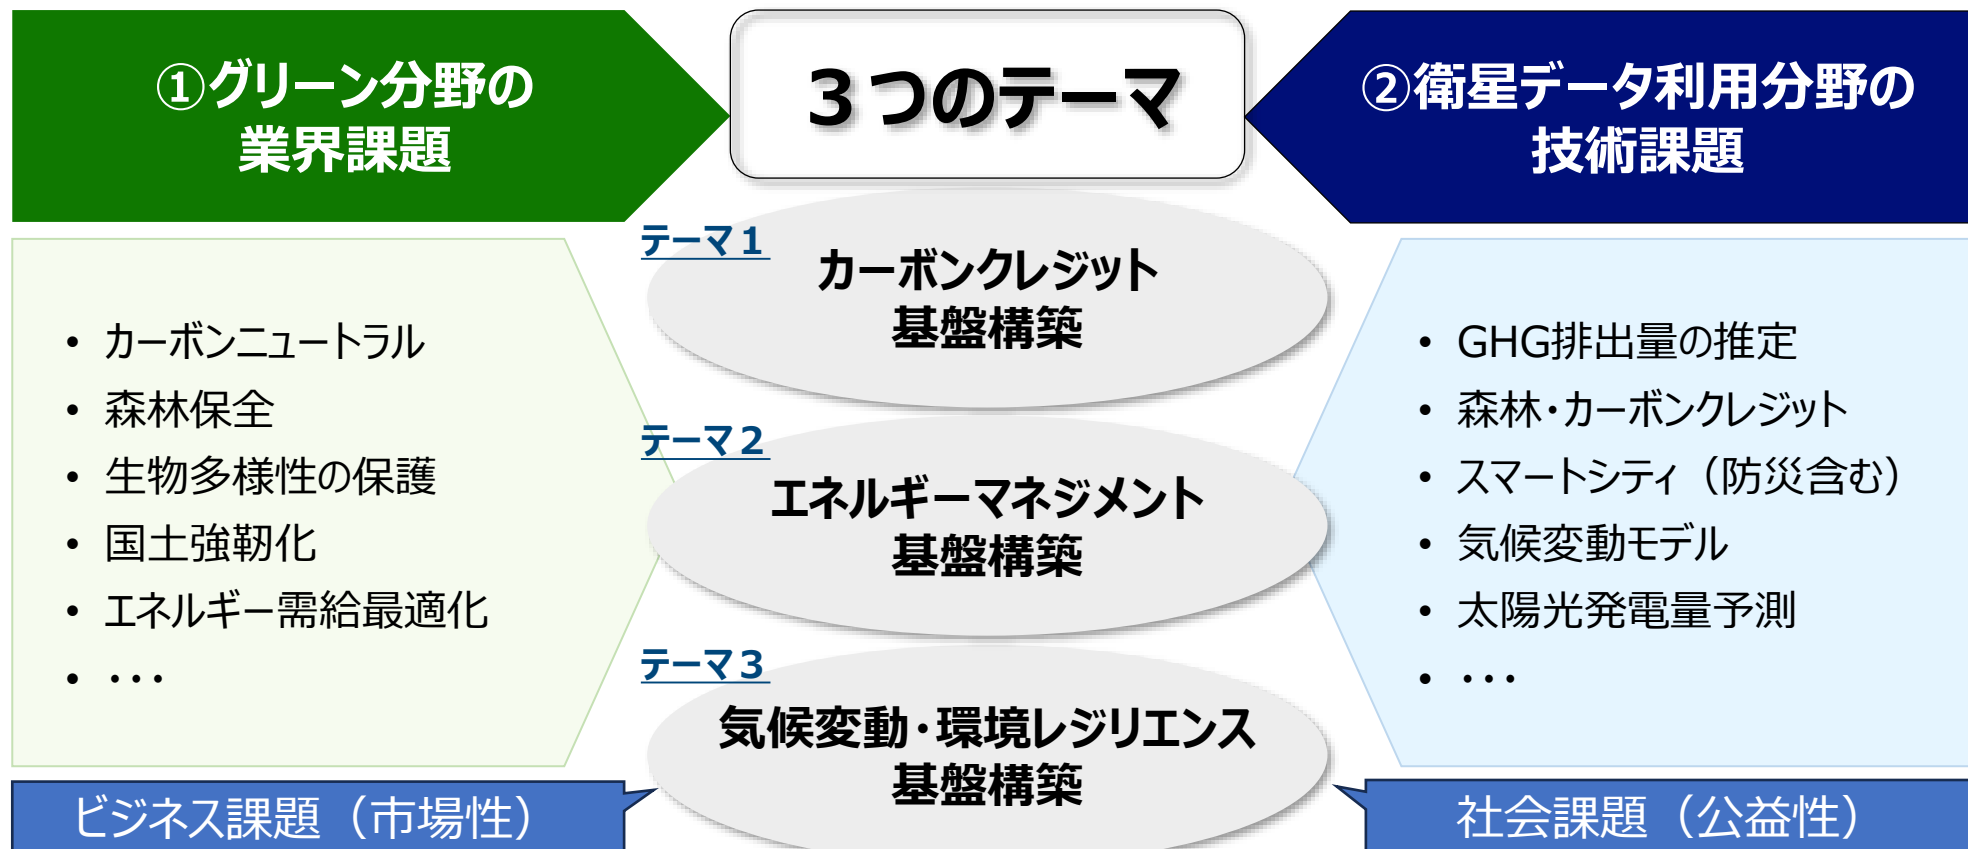 ①グリーン分野の
業界課題
３つのテーマ
②衛星データ利用分野の
技術課題
• カーボンニュートラル
• 森林保全
• 生物多様性の保護
• 国土強靭化
• エネルギー需給最適化
• ・・・
ビジネス課題（市場性）
テーマ１
カーボンクレジット
基盤構築
テーマ２
エネルギーマネジメント
基盤構築
テーマ３
気候変動・環境レジリエンス
基盤構築
• GHG排出量の推定
• 森林・カーボンクレジット
• スマートシティ（防災含む）
• 気候変動モデル
• 太陽光発電量予測
• ・・・
社会課題（公益性）